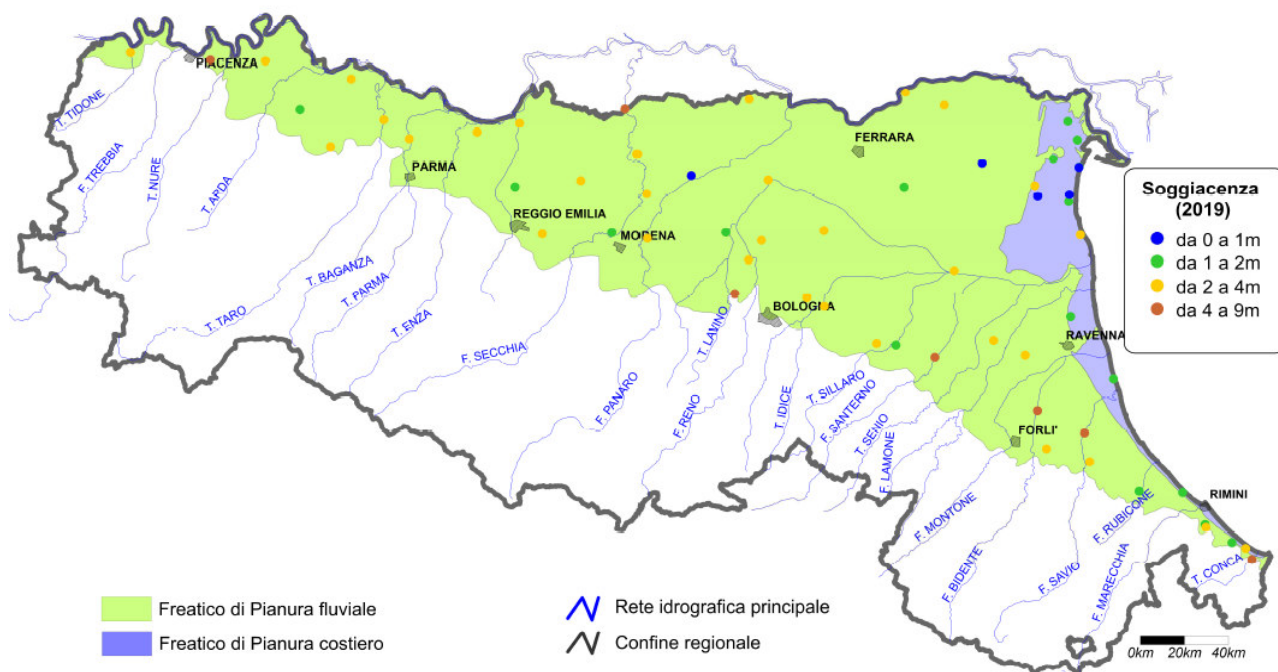 PIACENZA
T. TIDONE
F. TREBBIA
T. NURE
T. ARDA
PARMA
REGGIO EMILIA
MODENA
FERRARA
BOLOGNA
RAVENNA
FORLI'
RIMINI
T. TARO
T. BAGANZA
T. PARMA
T. ENZA
F. SECCHIA
F. PANARO
T. LAVINO
F. RENO
T. IDICE
T. SILLARO
F. SANTERNO
T. SENIO
F. LAMONE
F. MONTONE
F. BIDENTE
F. SAVIO
F. RUBICONE
F. MARECCHIA
T. CONCA
Soggiacenza
(2019)
da 0 a 1m
da 1 a 2m
da 2 a 4m
da 4 a 9m
Freatico di Pianura fluviale
Freatico di Pianura costiero
Rete idrografica principale
Confine regionale
0km 20km 40km